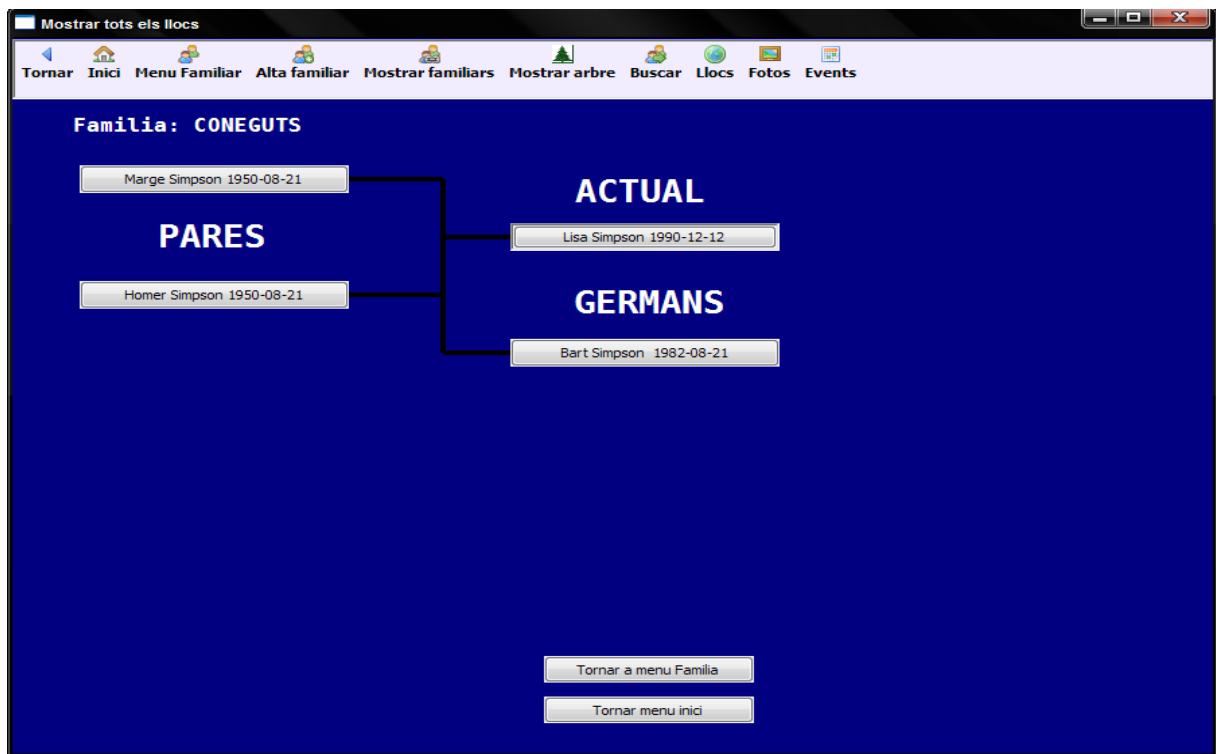 Mostrar tots els llocs
Tornar Inici Menu Familiar Alta familiar Mostrar familiars Mostrar arbre Buscar Llocs Fotos Events
Familia: CONEGUTS
Marge Simpson 1950-08-21
ACTUAL
PARES
Lisa Simpson 1990-12-12
Homer Simpson 1950-08-21
GERMANS
Bart Simpson 1982-08-21
Tornar a menu Familia
Tornar menu inici